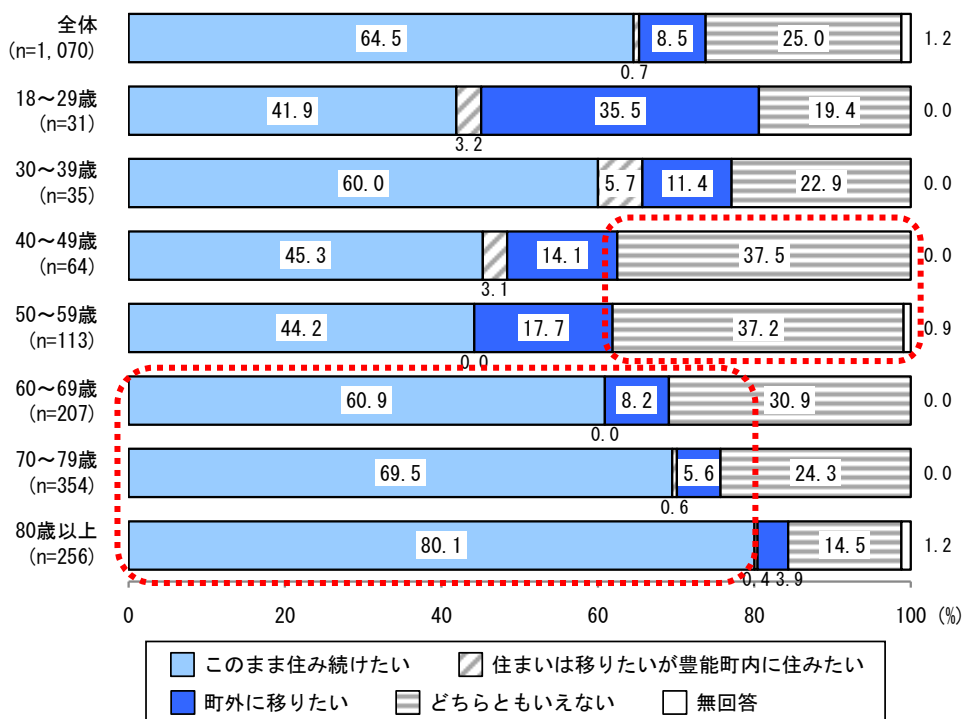 全体 64.5 8.5 25.0 1.2
(n=1,070) 0.7
18～29歳 41.9 35.5 19.4 0.0
(n=31) 3.2
30～39歳 60.0 5.7 11.4 22.9 0.0
(n=35)
40～49歳 45.3 14.1 37.5 0.0
(n=64) 3.1
50～59歳 44.2 17.7 37.2 0.9
(n=113) 0.0
60～69歳 60.9 8.2 30.9 0.0
(n=207) 0.0
70～79歳 69.5 5.6 24.3 0.0
(n=354) 0.6
80歳以上 80.1 14.5 1.2
(n=256) 0.4 3.9
0 20 40 60 80 100 (%)
このまま住み続けたい 住まいは移りたいが豊能町内に住みたい
町外に移りたい どちらともいえない 無回答